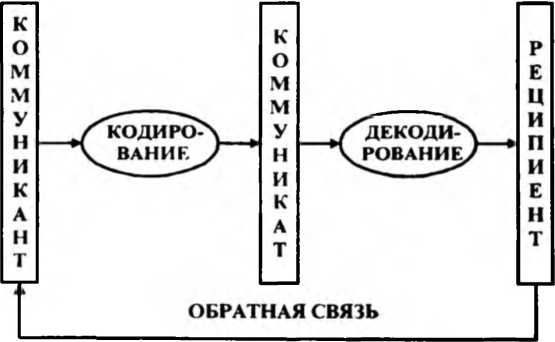 КОММУНИКАНТ
КОДИРО-
ВАНИЕ
КОММУНИКАТ
ДЕКОДИ-
РОВАНИЕ
РЕЦИПИЕНТ
ОБРАТНАЯ СВЯЗЬ